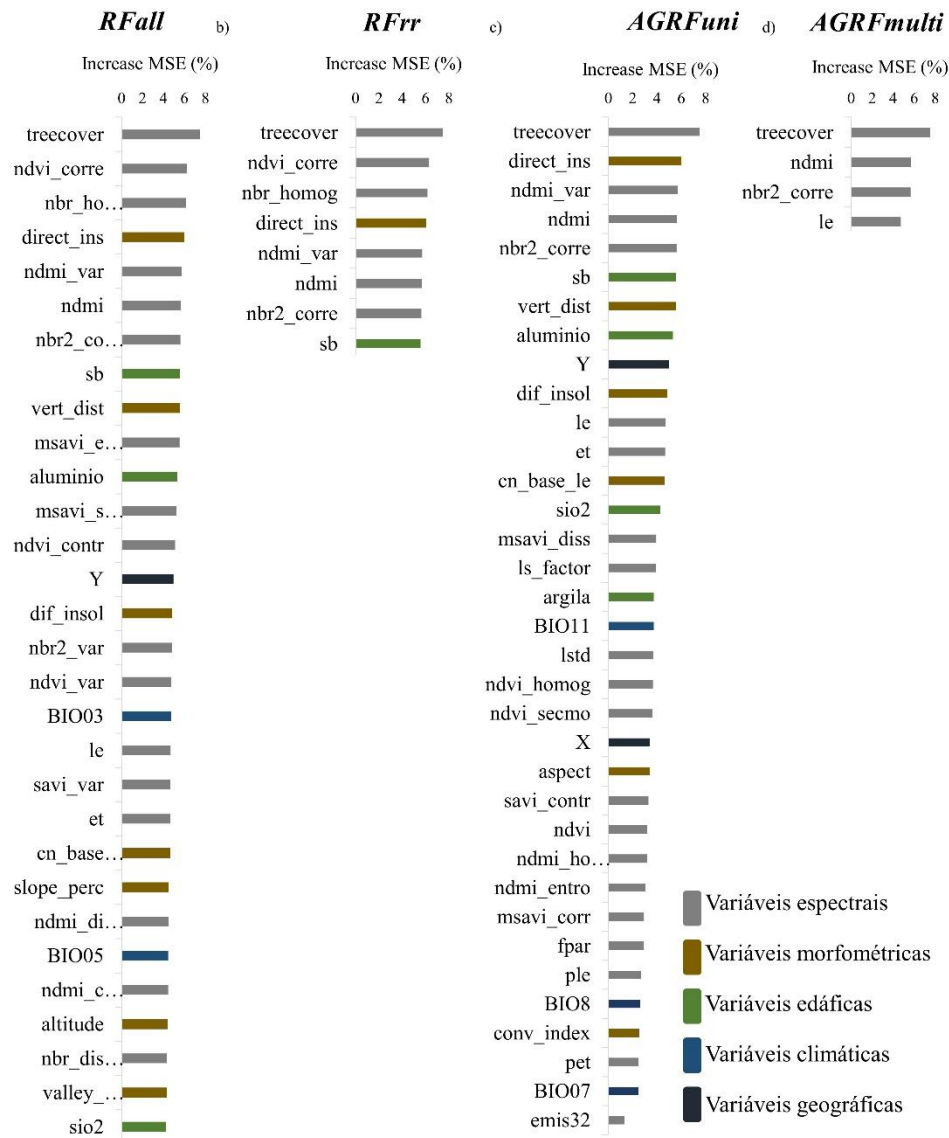 RFall
Increase MSE (%)
0 2 4 6 8
treecover
ndvi_corre
nbr_ho…
direct_ins
ndmi_var
ndmi
nbr2_co…
sb
vert_dist
msavi_e…
aluminio
msavi_s…
ndvi_contr
Y
dif_insol
nbr2_var
ndvi_var
BIO03
le
savi_var
et
cn_base…
slope_perc
ndmi_di…
BIO05
ndmi_c…
altitude
nbr_dis…
valley_…
sio2
b)
RFrr
Increase MSE (%)
0 2 4 6 8
treecover
ndvi_corre
nbr_homog
direct_ins
ndmi_var
ndmi
nbr2_corre
sb
c)
AGRFuni
Increase MSE (%)
0 2 4 6 8
treecover
direct_ins
ndmi_var
ndmi
nbr2_corre
sb
vert_dist
aluminio
Y
dif_insol
le
et
cn_base_le
sio2
msavi_diss
ls_factor
argila
BIO11
lstd
ndvi_homog
ndvi_secmo
X
aspect
savi_contr
ndvi
ndmi_ho…
ndmi_entro
msavi_corr
fpar
ple
BIO8
conv_index
pet
BIO07
emis32
d)
AGRFmulti
Increase MSE (%)
0 2 4 6 8
treecover
ndmi
nbr2_corre
le
Variáveis espectrais
Variáveis morfométricas
Variáveis edáficas
Variáveis climáticas
Variáveis geográficas